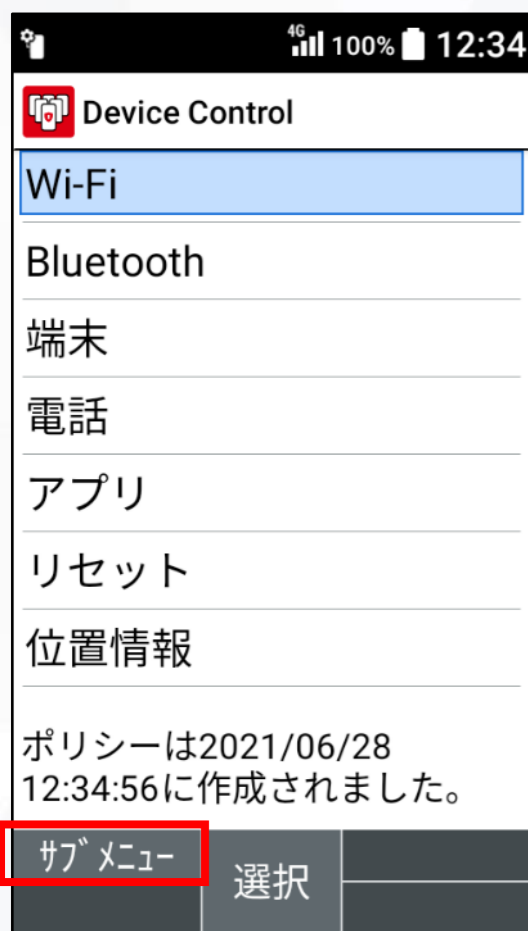 4G 100% 12:34
Device Control
Wi-Fi
Bluetooth
端末
電話
アプリ
リセット
位置情報
ポリシーは2021/06/28
12:34:56に作成されました。
ｻﾌﾞﾒﾆｭｰ
選択